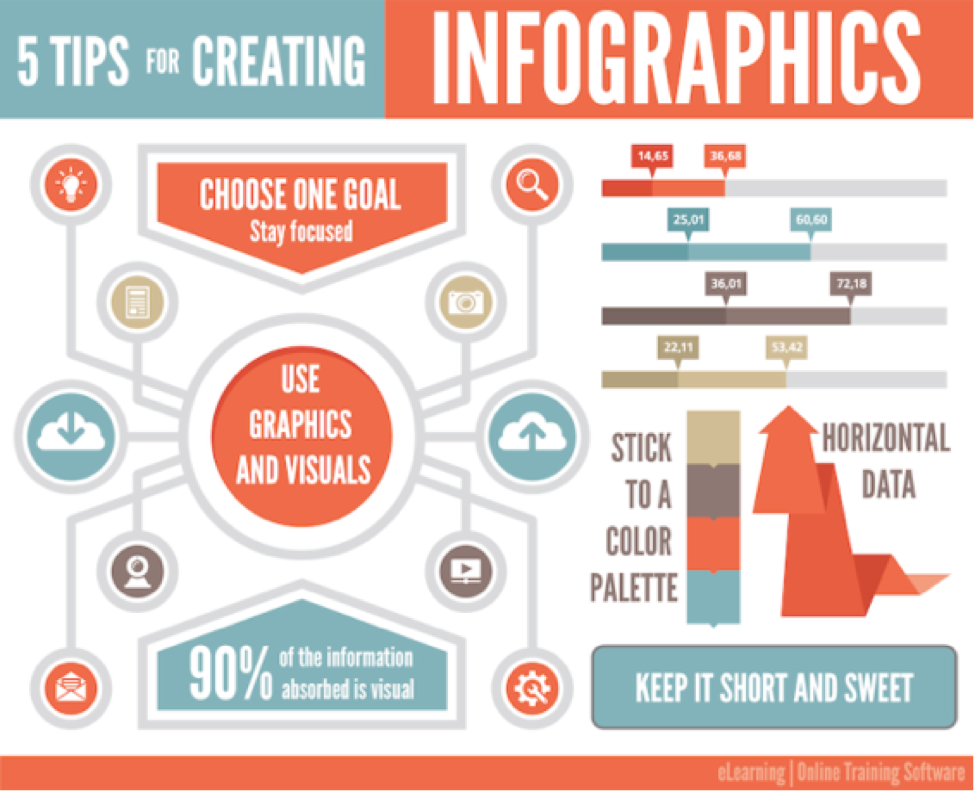 5 TIPS FOR CREATING
INFOGRAPHICS
CHOOSE ONE GOAL
Stay focused
USE
GRAPHICS
AND VISUALS
90% of the information
absorbed is visual
14,65 36,68
25,01 60,60
36,01 72,18
22,11 53,42
STICK
TO A
COLOR
PALETTE
HORIZONTAL
DATA
KEEP IT SHORT AND SWEET
eLearning | Online Training Software